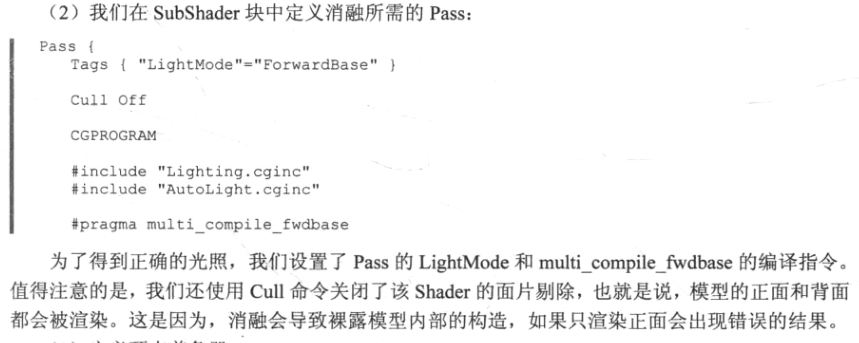 （2）我们在 SubShader 块中定义消融所需的 Pass：
Pass {
Tags { "LightMode"="ForwardBase" }
Cull Off
CGPROGRAM
#include "Lighting.cginc"
#include "AutoLight.cginc"
#pragma multi_compile_fwdbase
为了得到正确的光照，我们设置了 Pass 的 LightMode 和 multi_compile_fwdbase 的编译指令。
值得注意的是，我们还使用 Cull 命令关闭了该 Shader 的面片剔除，也就是说，模型的正面和背面
都会被渲染。这是因为，消融会导致裸露模型内部的构造，如果只渲染正面会出现错误的结果。